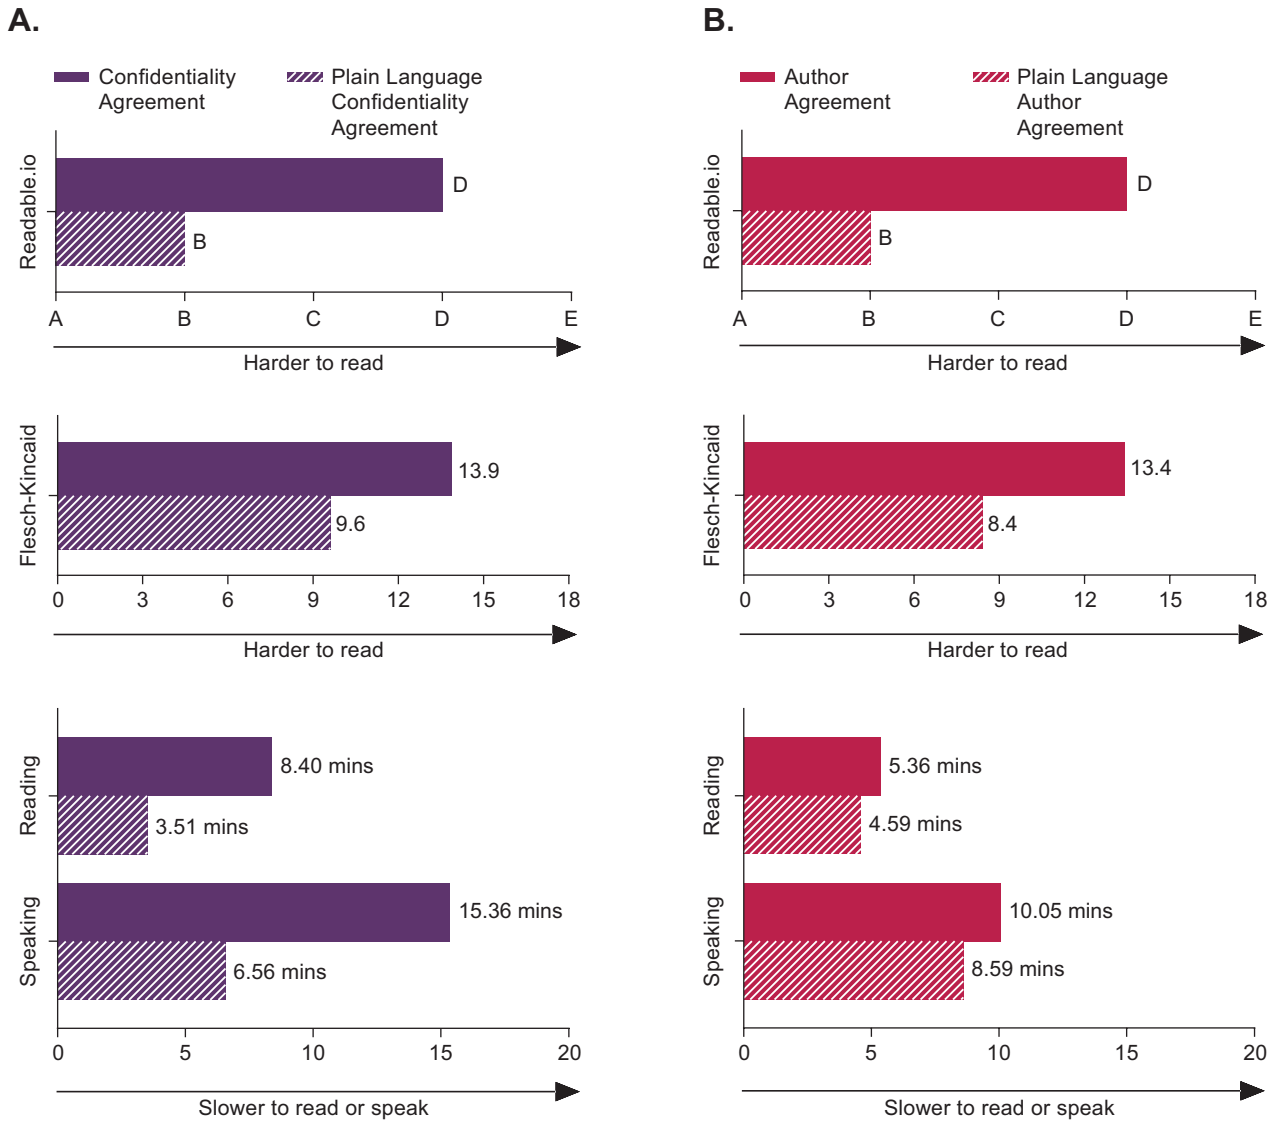 A.
Confidentiality
Agreement
Plain Language
Confidentiality
Agreement
Readable.io
D
B
A B C D E
Harder to read
Flesch-Kincaid
13.9
9.6
0 3 6 9 12 15 18
Harder to read
Reading
8.40 mins
3.51 mins
Speaking
15.36 mins
6.56 mins
0 5 10 15 20
Slower to read or speak
B.
Author
Agreement
Plain Language
Author
Agreement
Readable.io
D
B
A B C D E
Harder to read
Flesch-Kincaid
13.4
8.4
0 3 6 9 12 15 18
Harder to read
Reading
5.36 mins
4.59 mins
Speaking
10.05 mins
8.59 mins
0 5 10 15 20
Slower to read or speak